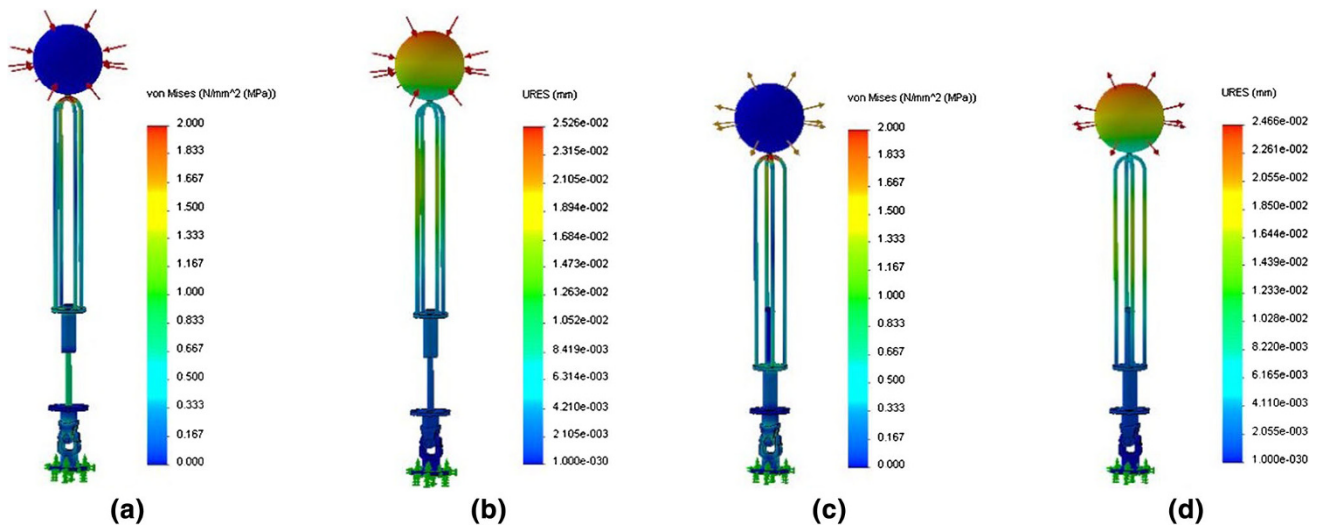 von Mises (N/mm^2 (MPa))
2.000
1.833
1.667
1.500
1.333
1.167
1.000
0.833
0.667
0.500
0.333
0.167
0.000
(a)
URES (mm)
2.526e-002
2.315e-002
2.105e-002
1.894e-002
1.684e-002
1.473e-002
1.263e-002
1.052e-002
8.419e-003
6.314e-003
4.210e-003
2.105e-003
1.000e-030
(b)
von Mises (N/mm^2 (MPa))
2.000
1.833
1.667
1.500
1.333
1.167
1.000
0.833
0.667
0.500
0.333
0.167
0.000
(c)
URES (mm)
2.466e-002
2.261e-002
2.055e-002
1.850e-002
1.644e-002
1.439e-002
1.233e-002
1.028e-002
8.220e-003
6.165e-003
4.110e-003
2.055e-003
1.000e-030
(d)